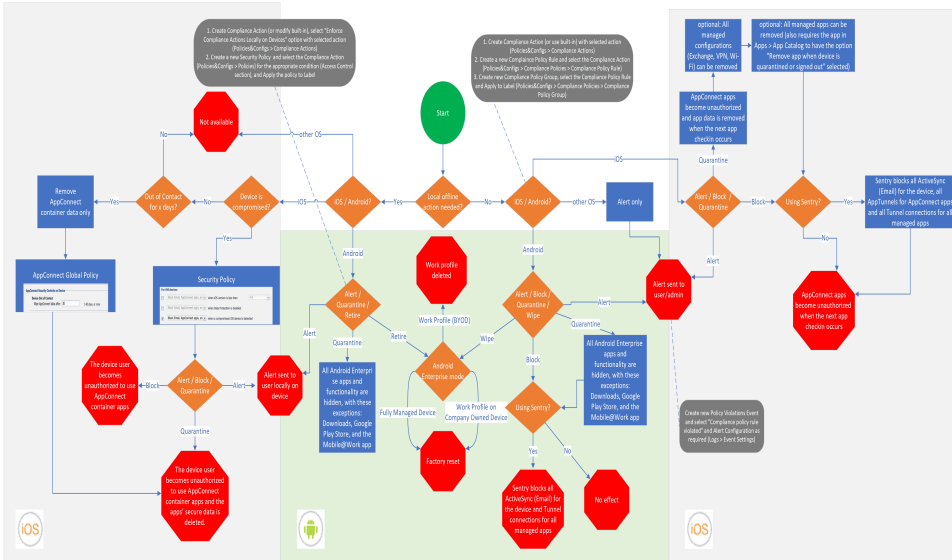 1. Create Compliance Action (or modify built-in), select "Enforce
Compliance Actions Locally on Devices" option with selected action
(Policies&Configs > Compliance Actions)
2. Create a new Security Policy and select the Compliance Action
(Policies&Configs > Policies) for the appropriate condition (Access Control
section), and Apply the policy to Label
1. Create Compliance Action (or use built-in) with selected action
(Policies&Configs > Compliance Actions)
2. Create a new Compliance Policy Rule and select the Compliance Action
(Policies&Configs > Compliance Policies > Compliance Policy Rule)
3. Create new Compliance Policy Group, select the Compliance Policy Rule
and Apply to Label (Policies&Configs > Compliance Policies > Compliance
Policy Group)
optional: All
managed
configurations
(Exchange, VPN, Wi-
Fi) can be removed
optional: All managed apps can be
removed (also requires the app in
Apps > App Catalog to have the option
"Remove app when device is
quarantined or signed out" selected)
Not available
Start
AppConnect apps
become unauthorized
and app data is removed
when the next app
checkin occurs
No
other OS
iOS
Quarantine
Remove
AppConnect
container data only
Yes
Out of Contact
for x days?
No
Device is
compromised?
iOS
iOS / Android?
Yes
Local offline
action needed?
No
iOS / Android?
other OS
Alert only
Alert / Block /
Quarantine
Block
Using Sentry?
Yes
Sentry blocks all ActiveSync
(Email) for the device, all
AppTunnels for AppConnect apps
and all Tunnel connections for all
managed apps
Yes
Android
Android
Alert
No
AppConnect Global Policy
Security Policy
Work profile
deleted
Alert sent to
user/admin
AppConnect apps
become unauthorized
when the next app
checkin occurs
Alert /
Quarantine /
Retire
Alert / Block /
Quarantine /
Wipe
Alert
Alert
Retire
Work Profile (BYOD)
Wipe
Quarantine
Quarantine
Block
All Android Enterpri
se apps and
functionality are
hidden, with these
exceptions:
Downloads, Google
Play Store, and the
Mobile@Work app
All Android Enterprise
apps and
functionality are
hidden, with these
exceptions:
Downloads, Google
Play Store, and the
Mobile@Work app
The device user
becomes
unauthorized to use
AppConnect
container apps
Block
Alert / Block /
Quarantine
Alert
Alert sent to
user locally on
device
Android
Enterprise mode
Fully Managed Device
Work Profile on
Company Owned Device
Using Sentry?
Create new Policy Violations Event
and select "Compliance policy rule
violated" and Alert Configuration as
required (Logs > Event Settings)
Quarantine
Yes
No
Factory reset
The device user
becomes unauthorized
to use AppConnect
container apps and the
apps' secure data is
deleted.
Sentry blocks all
ActiveSync (Email) for
the device and Tunnel
connections for all
managed apps
No effect
iOS
iOS